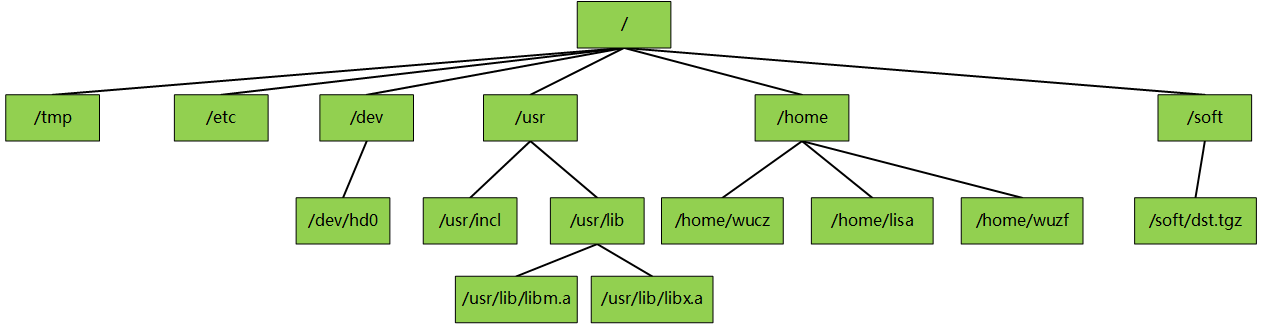 /
/tmp
/etc
/dev
/usr
/home
/soft
/dev/hd0
/usr/incl
/usr/lib
/home/wucz
/home/lisa
/home/wuzf
/soft/dst.tgz
/usr/lib/libm.a
/usr/lib/libx.a